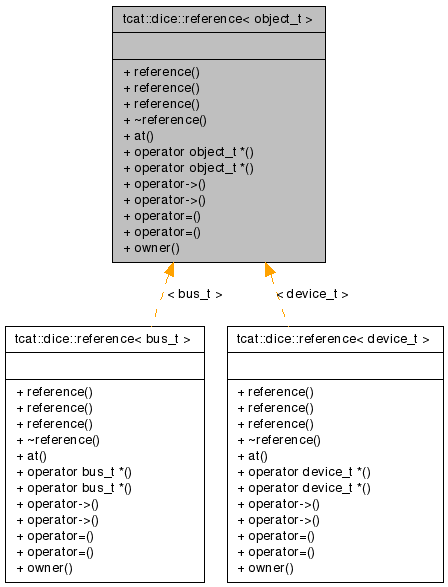 tcat::dice::reference< object_t >
+ reference()
+ reference()
+ reference()
+ ~reference()
+ at()
+ operator object_t *()
+ operator object_t *()
+ operator->()
+ operator->()
+ operator=()
+ operator=()
+ owner()
< bus_t >
< device_t >
tcat::dice::reference< bus_t >
+ reference()
+ reference()
+ reference()
+ ~reference()
+ at()
+ operator bus_t *()
+ operator bus_t *()
+ operator->()
+ operator->()
+ operator=()
+ operator=()
+ owner()
tcat::dice::reference< device_t >
+ reference()
+ reference()
+ reference()
+ ~reference()
+ at()
+ operator device_t *()
+ operator device_t *()
+ operator->()
+ operator->()
+ operator=()
+ operator=()
+ owner()